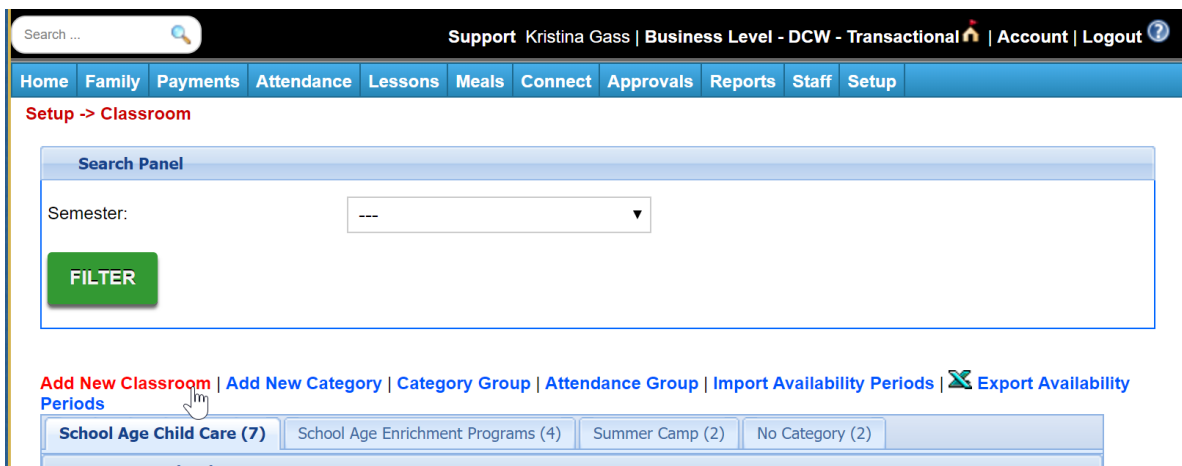 Search ...
Support Kristina Gass | Business Level - DCW - Transactional | Account | Logout ?
Home Family Payments Attendance Lessons Meals Connect Approvals Reports Staff Setup
Setup -> Classroom
Search Panel
Semester: ---
FILTER
Add New Classroom | Add New Category | Category Group | Attendance Group | Import Availability Periods | Export Availability
Periods
School Age Child Care (7) School Age Enrichment Programs (4) Summer Camp (2) No Category (2)